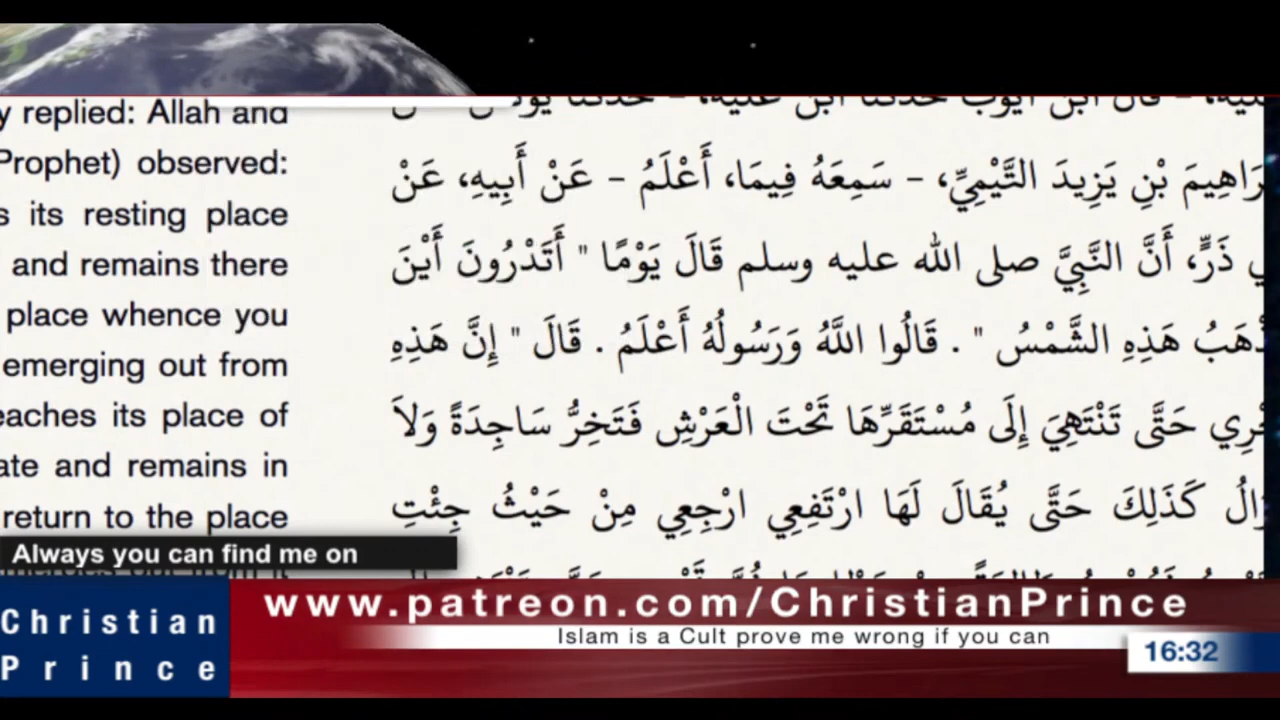 y replied: Allah and
Prophet) observed:
s its resting place
and remains there
place whence you
emerging out from
eaches its place of
ate and remains in
return to the place
رَاهِيمَ بْنِ يَزِيدَ التَّيْمِيِّ، - سَمِعَهُ فِيمَا، أَعْلَمُ - عَنْ أَبِيهِ، عَنْ
ي ذَرٍّ، أَنَّ النَّبِيَّ صلى الله عليه وسلم قَالَ يَوْمًا " أَتَدْرُونَ أَيْنَ
ذْهَبُ هَذِهِ الشَّمْسُ " . قَالُوا اللَّهُ وَرَسُولُهُ أَعْلَمُ . قَالَ " إِنَّ هَذِهِ
جْرِي حَتَّى تَنْتَهِيَ إِلَى مُسْتَقَرِّهَا تَحْتَ الْعَرْشِ فَتَخِرُّ سَاجِدَةً وَلاَ
زَالُ كَذَلِكَ حَتَّى يُقَالَ لَهَا ارْتَفِعِي ارْجِعِي مِنْ حَيْثُ جِئْتِ
Always you can find me on
www.patreon.com/ChristianPrince
Islam is a Cult prove me wrong if you can
Christian
Prince
16:32